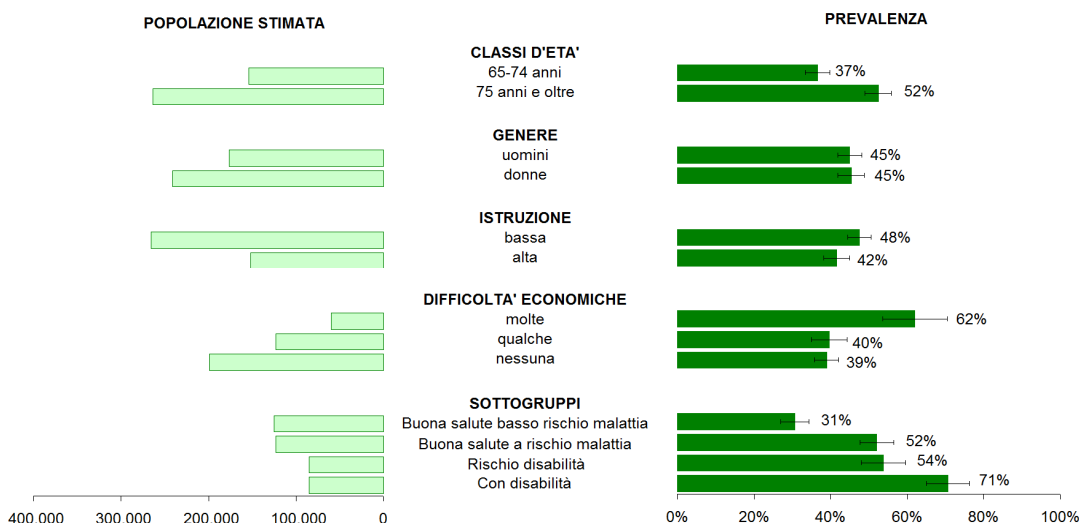 POPOLAZIONE STIMATA
PREVALENZA
CLASSI D'ETA'
65-74 anni 37%
75 anni e oltre 52%
GENERE
uomini 45%
donne 45%
ISTRUZIONE
bassa 48%
alta 42%
DIFFICOLTA' ECONOMICHE
molte 62%
qualche 40%
nessuna 39%
SOTTOGRUPPI
Buona salute basso rischio malattia 31%
Buona salute a rischio malattia 52%
Rischio disabilità 54%
Con disabilità 71%
400.000 300.000 200.000 100.000 0
0% 20% 40% 60% 80% 100%